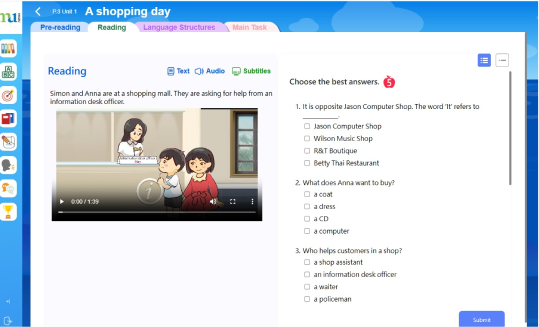 P.3 Unit 1 A shopping day
Pre-reading Reading Language Structures Main Task
Reading
Text Audio Subtitles
Simon and Anna are at a shopping mall. They are asking for help from an
information desk officer.
0:00 / 1:39
Choose the best answers. 5
1. It is opposite Jason Computer Shop. The word 'It' refers to
____________.
Jason Computer Shop
Wilson Music Shop
R&T Boutique
Betty Thai Restaurant
2. What does Anna want to buy?
a coat
a dress
a CD
a computer
3. Who helps customers in a shop?
a shop assistant
an information desk officer
a waiter
a policeman
Submit